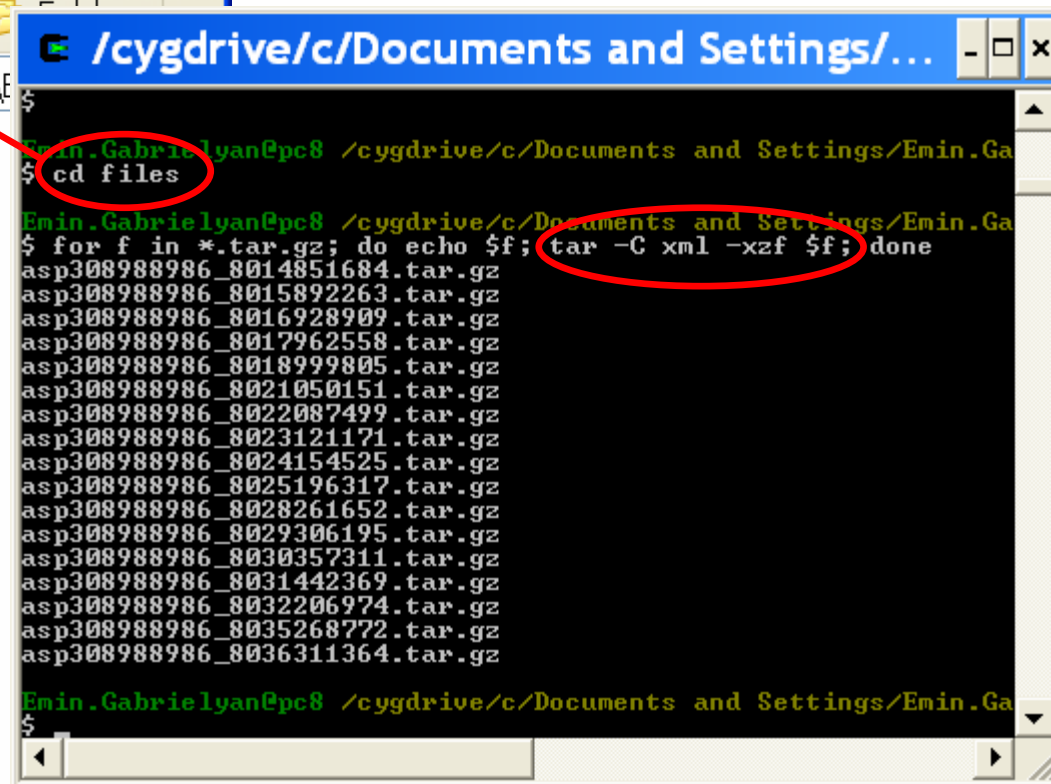 /cygdrive/c/Documents and Settings/...
$
Emin.Gabrielyan@pc8 /cygdrive/c/Documents and Settings/Emin.Ga
$ cd files
Emin.Gabrielyan@pc8 /cygdrive/c/Documents and Settings/Emin.Ga
$ for f in *.tar.gz; do echo $f; tar -C xml -xzf $f; done
asp308988986_8014851684.tar.gz
asp308988986_8015892263.tar.gz
asp308988986_8016928909.tar.gz
asp308988986_8017962558.tar.gz
asp308988986_8018999805.tar.gz
asp308988986_8021050151.tar.gz
asp308988986_8022087499.tar.gz
asp308988986_8023121171.tar.gz
asp308988986_8024154525.tar.gz
asp308988986_8025196317.tar.gz
asp308988986_8028261652.tar.gz
asp308988986_8029306195.tar.gz
asp308988986_8030357311.tar.gz
asp308988986_8031442369.tar.gz
asp308988986_8032206974.tar.gz
asp308988986_8035268772.tar.gz
asp308988986_8036311364.tar.gz
Emin.Gabrielyan@pc8 /cygdrive/c/Documents and Settings/Emin.Ga
$